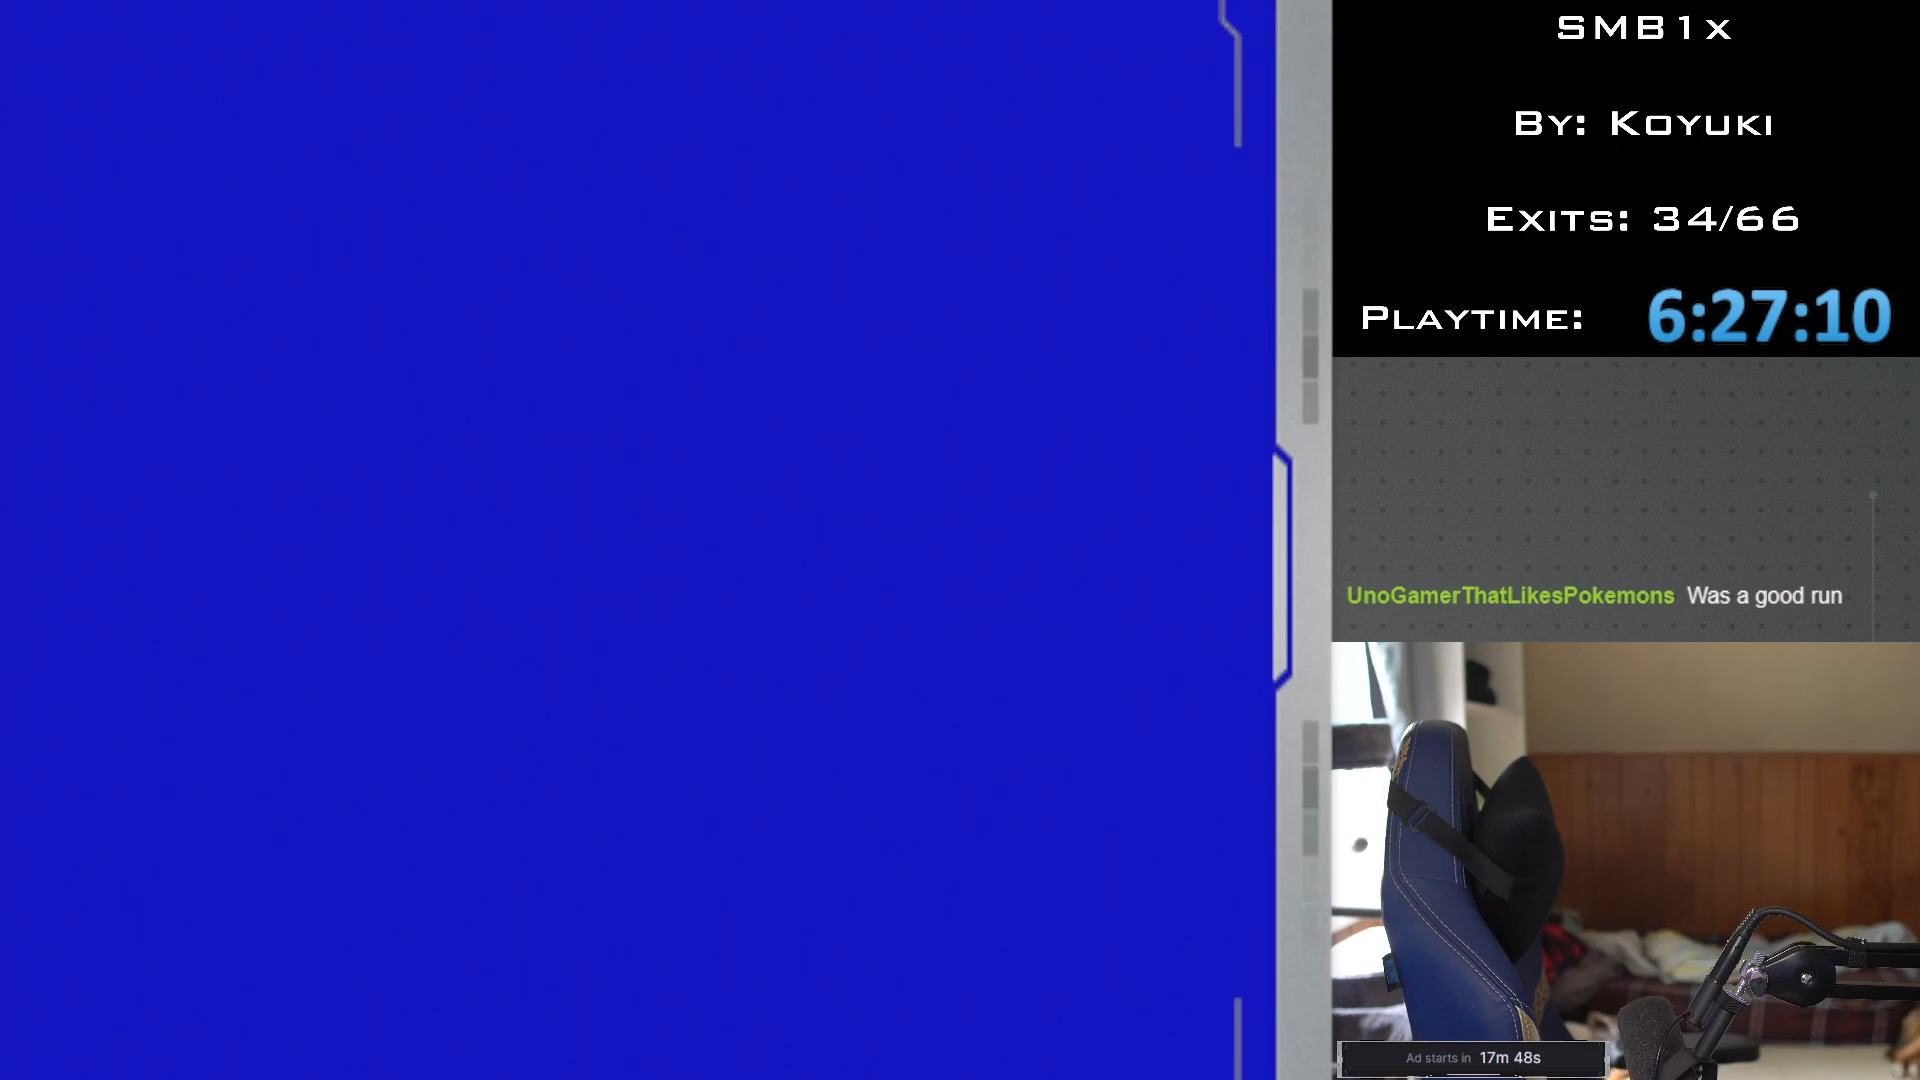 SMB1x
By: Koyuki
Exits: 34/66
Playtime: 6:27:10
UnoGamerThatLikesPokemons Was a good run
Ad starts in 17m 48s